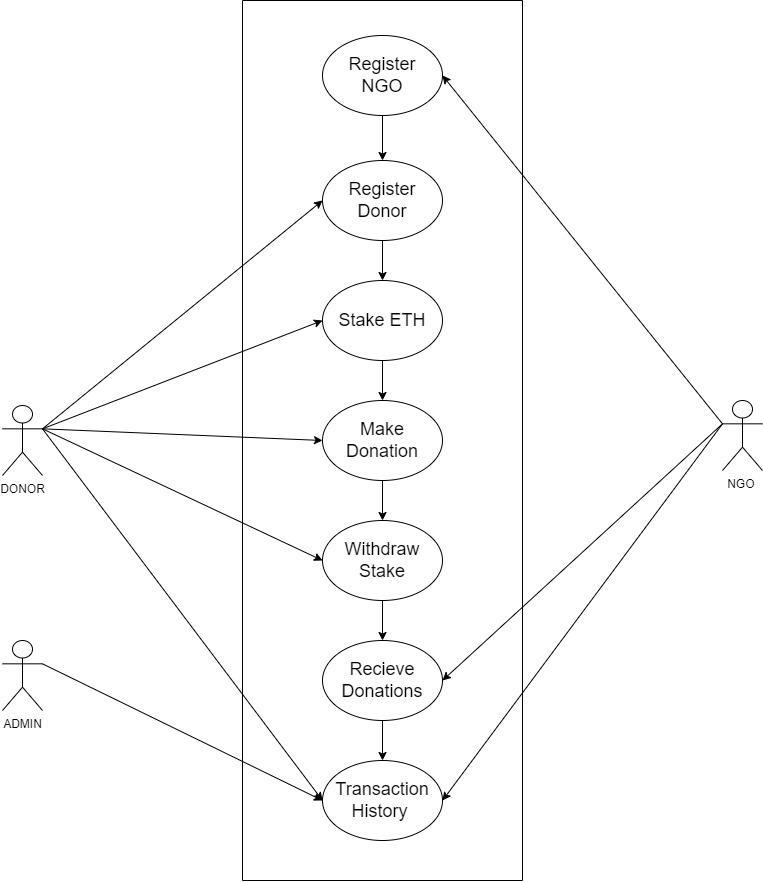 Register
NGO
Register
Donor
Stake ETH
Make
Donation
Withdraw
Stake
Recieve
Donations
Transaction
History
DONOR
ADMIN
NGO